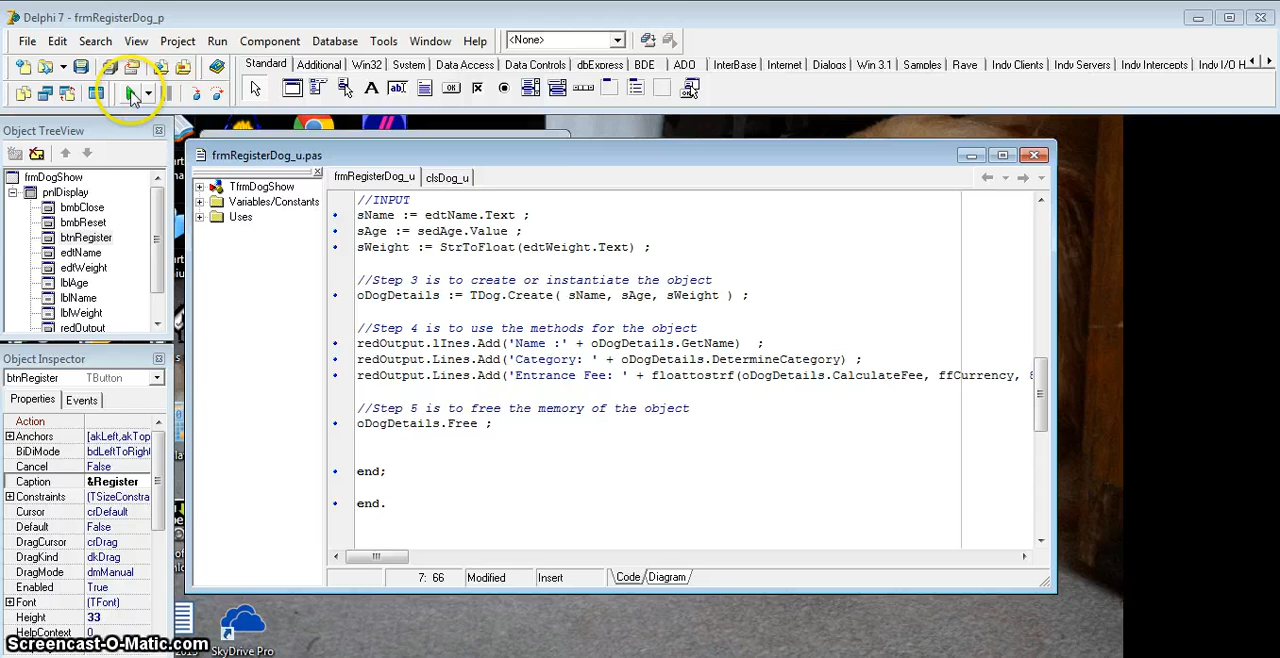 Delphi 7 - frmRegisterDog_p
File Edit Search View Project Run Component Database Tools Window Help <None>
Standard Additional Win32 System Data Access Data Controls dbExpress BDE ADO InterBase Internet Dialogs Win 3.1 Samples Rave Indy Clients Indy Servers Indy Intercepts Indy I/O H
Object TreeView
frmDogShow
pnlDisplay
bmbClose
bmbReset
btnRegister
edtName
edtWeight
lblAge
lblName
lblWeight
redOutput
Object Inspector
btnRegister TButton
Properties Events
Action
Anchors [akLeft,akTop
BiDiMode bdLeftToRigh
Cancel False
Caption &Register
Constraints (TSizeConstra
Cursor crDefault
Default False
DragCursor crDrag
DragKind dkDrag
DragMode dmManual
Enabled True
Font (TFont)
Height 33
HelpContext 0
frmRegisterDog_u.pas
TfrmDogShow
Variables/Constants
Uses
frmRegisterDog_u clsDog_u
//INPUT
sName := edtName.Text ;
sAge := sedAge.Value ;
sWeight := StrToFloat(edtWeight.Text) ;
//Step 3 is to create or instantiate the object
oDogDetails := TDog.Create( sName, sAge, sWeight ) ;
//Step 4 is to use the methods for the object
redOutput.lInes.Add('Name :' + oDogDetails.GetName) ;
redOutput.Lines.Add('Category: ' + oDogDetails.DetermineCategory) ;
redOutput.Lines.Add('Entrance Fee: ' + floattostrf(oDogDetails.CalculateFee, ffCurrency,
//Step 5 is to free the memory of the object
oDogDetails.Free ;
end;
end.
7: 66 Modified Insert Code Diagram
SkyDrive Pro
Screencast-O-Matic.com